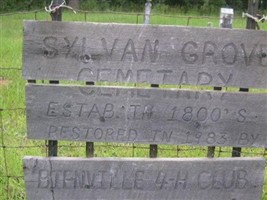 SYLVAN GROVE
CEMETARY
ESTAB. IN 1800'S
RESTORED IN 1983 BY
BIENVILLE 4-H CLUB